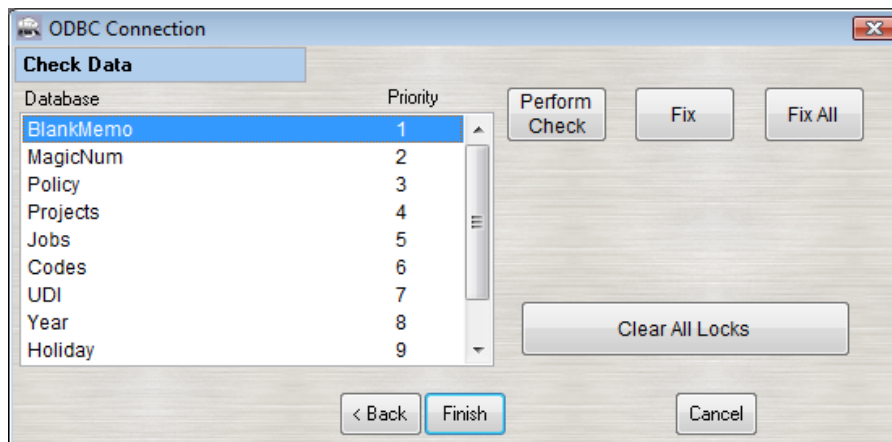 ODBC Connection
Check Data
Database Priority
BlankMemo 1
MagicNum 2
Policy 3
Projects 4
Jobs 5
Codes 6
UDI 7
Year 8
Holiday 9
Perform
Check
Fix
Fix All
Clear All Locks
< Back
Finish
Cancel